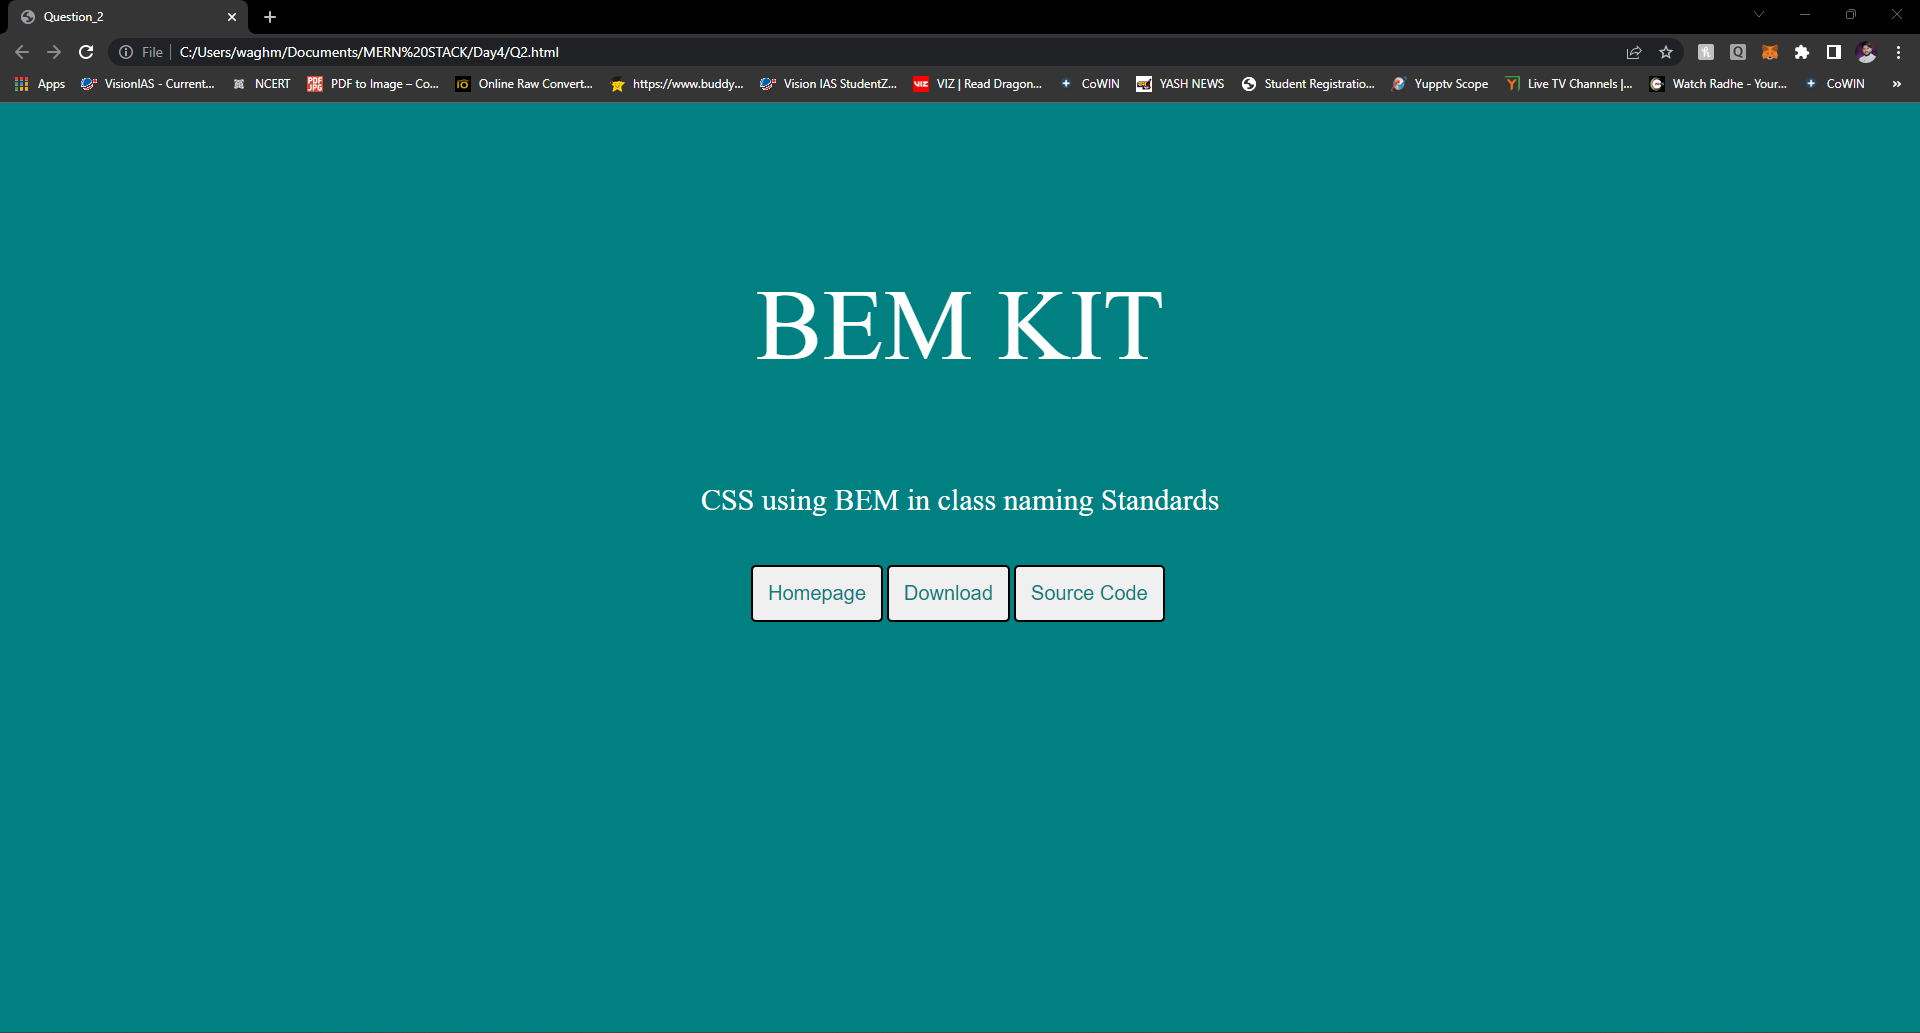 Question_2
File C:/Users/waghm/Documents/MERN%20STACK/Day4/Q2.html
Apps VisionIAS - Current... NCERT PDF to Image – Co... Online Raw Convert... https://www.buddy... Vision IAS StudentZ... VIZ | Read Dragon... CoWIN YASH NEWS Student Registratio... Yupptv Scope Live TV Channels |... Watch Radhe - Your... CoWIN »
BEM KIT
CSS using BEM in class naming Standards
Homepage Download Source Code